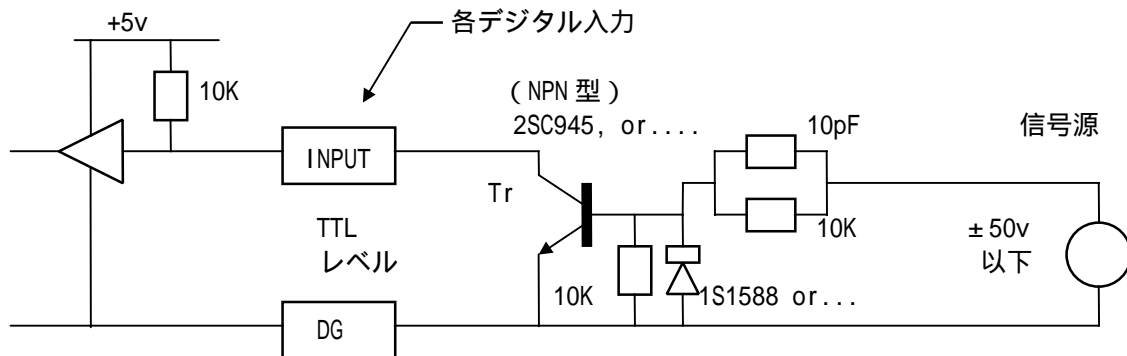 +5v
各デジタル入力
10K
(NPN 型)
2SC945, or....
10pF
信号源
INPUT
Tr
TTL
レベル
10K
±50v
以下
10K
1S1588 or...
DG